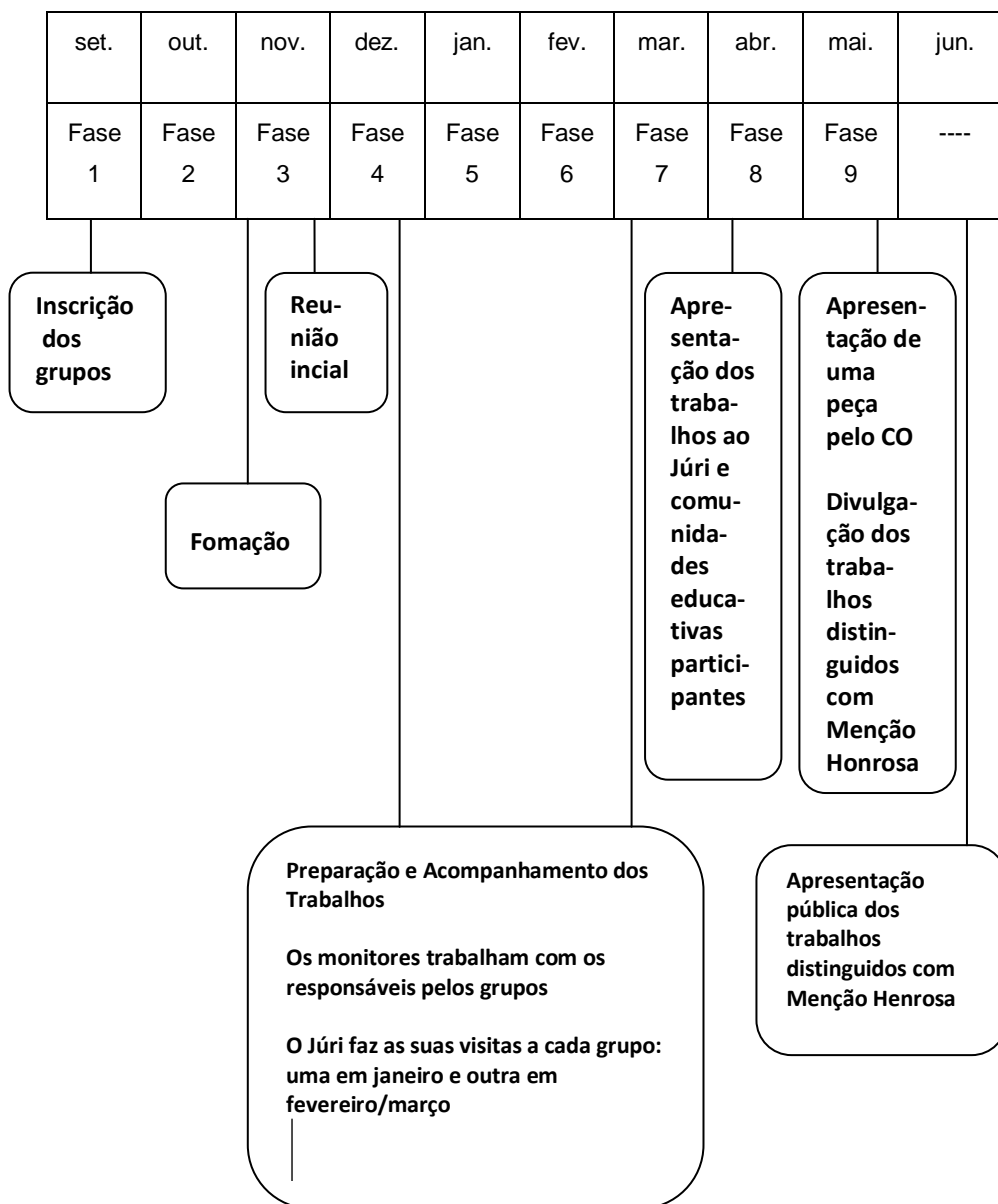 set. out. nov. dez. jan. fev. mar. abr. mai. jun.
Fase Fase Fase Fase Fase Fase Fase Fase Fase ----
1 2 3 4 5 6 7 8 9
Inscrição
dos
grupos
Reu-
nião
incial
Fomação
Apre-
senta-
ção dos
traba-
lhos ao
Júri e
comu-
nida-
des
educa-
tivas
partici-
pantes
Apresen-
tação de
uma
peça
pelo CO
Divulga-
ção dos
traba-
lhos
distin-
guidos
com
Menção
Honrosa
Preparação e Acompanhamento dos
Trabalhos
Os monitores trabalham com os
responsáveis pelos grupos
O Júri faz as suas visitas a cada grupo:
uma em janeiro e outra em
fevereiro/março
Apresentação
pública dos
trabalhos
distinguidos com
Menção Henrosa